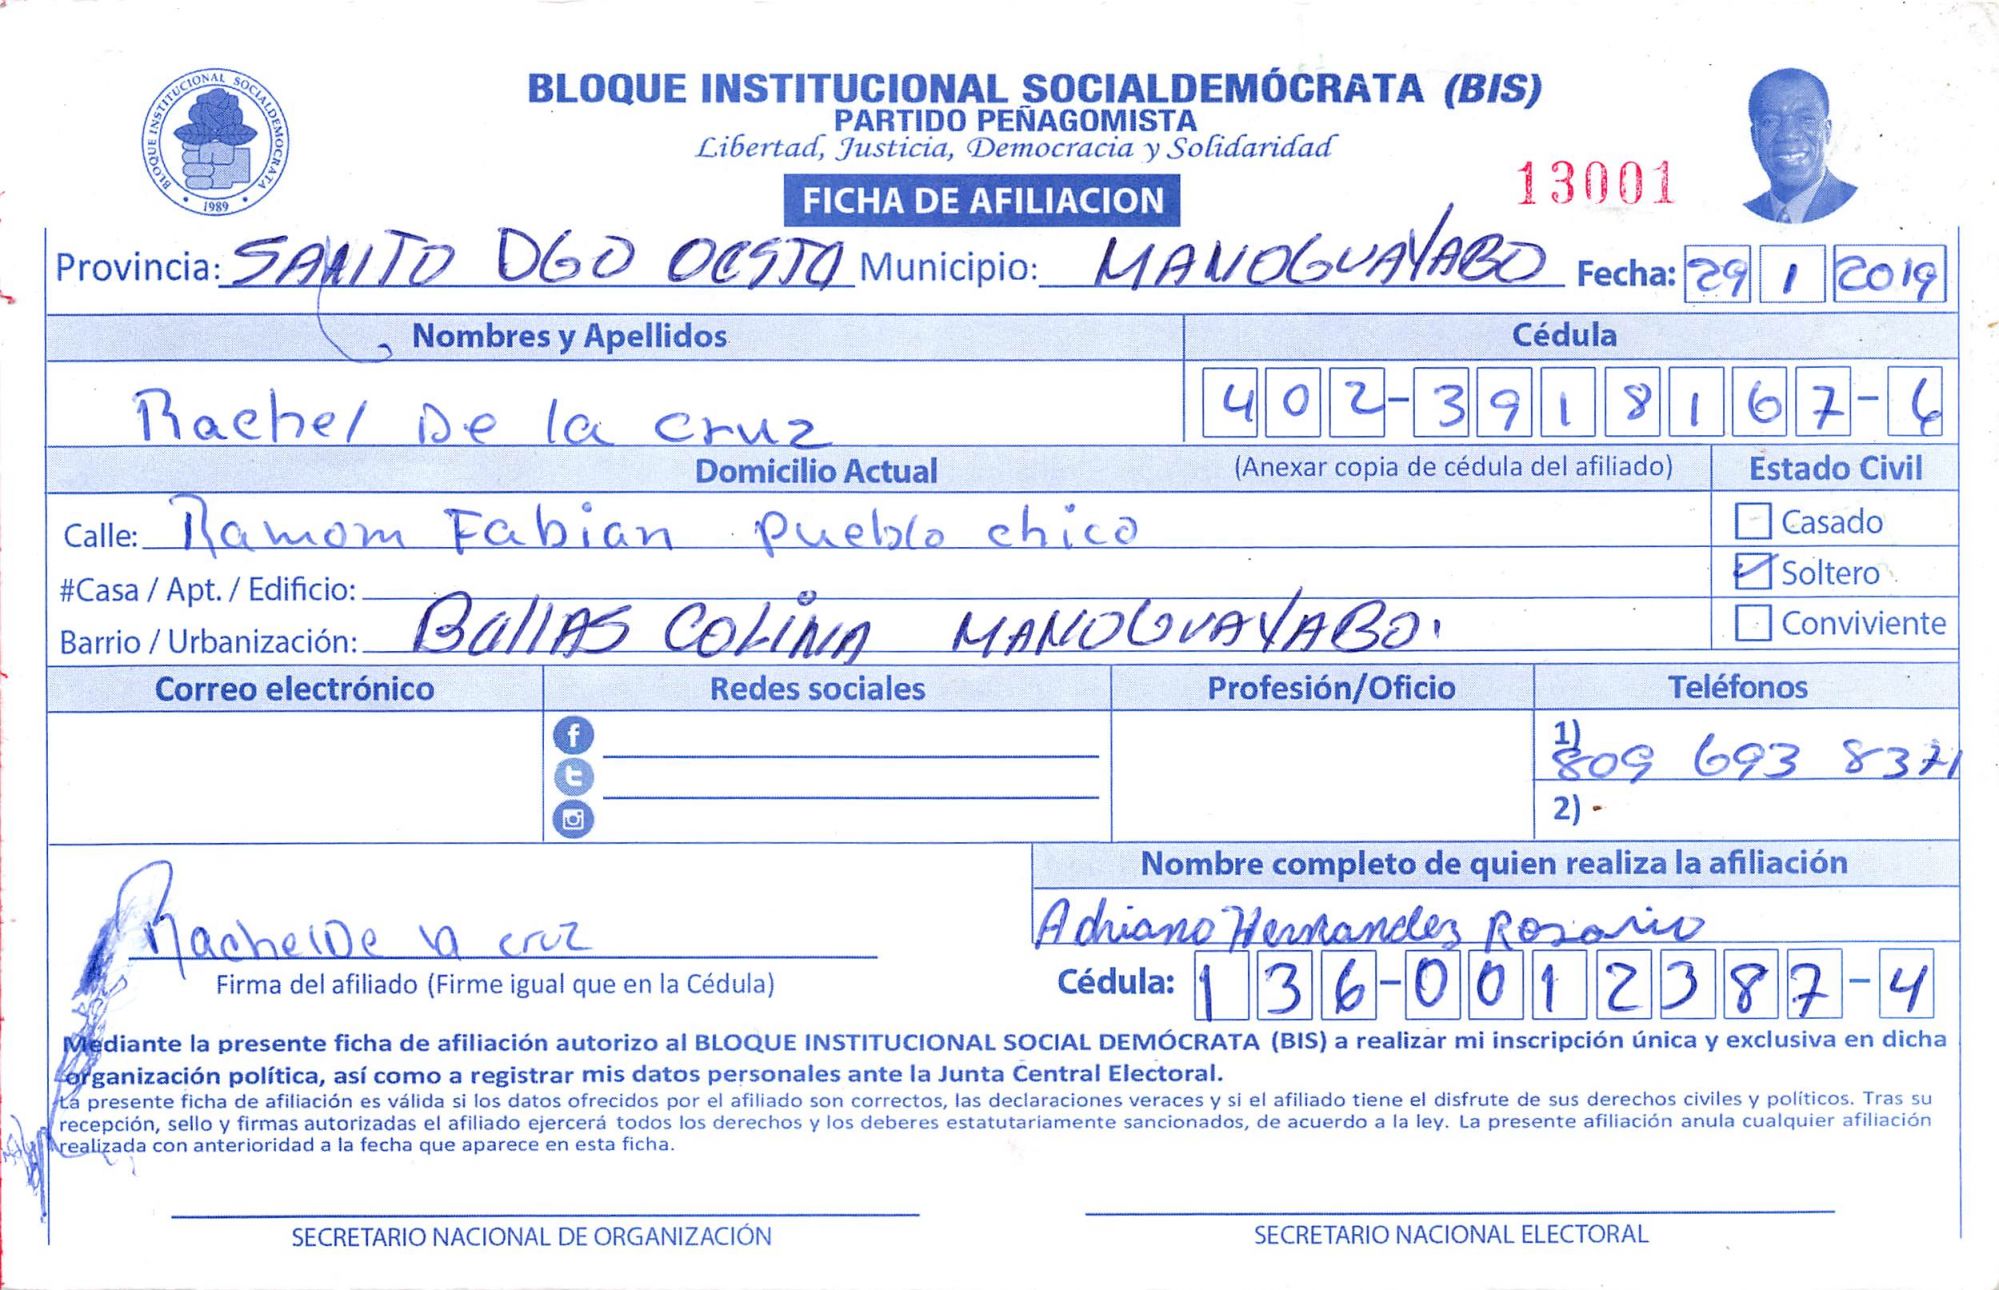 BLOQUE INSTITUCIONAL SOCIALDEMOCRATA
1989
BLOQUE INSTITUCIONAL SOCIALDEMÓCRATA (BIS)
PARTIDO PEÑAGOMISTA
Libertad, Justicia, Democracia y Solidaridad
FICHA DE AFILIACION
13001
Provincia: SANTO DGO OESTE Municipio: MANOGUAYABO Fecha: 29 1 2019
Nombres y Apellidos Cédula
Rachel De la cruz 402-3918167-6
Domicilio Actual (Anexar copia de cédula del afiliado) Estado Civil
Calle: Ramom Fabian pueblo chico Casado
#Casa / Apt. / Edificio: Soltero
Barrio / Urbanización: BUllAS COLINA MANOGUAYABO. Conviviente
Correo electrónico Redes sociales Profesión/Oficio Teléfonos
1) 809 693 8371
2)
Nombre completo de quien realiza la afiliación
Adriano Hernandez Rosario
Rachel De la cruz
Firma del afiliado (Firme igual que en la Cédula) Cédula: 136-0012387-4
Mediante la presente ficha de afiliación autorizo al BLOQUE INSTITUCIONAL SOCIAL DEMÓCRATA (BIS) a realizar mi inscripción única y exclusiva en dicha
organización política, así como a registrar mis datos personales ante la Junta Central Electoral.
La presente ficha de afiliación es válida si los datos ofrecidos por el afiliado son correctos, las declaraciones veraces y si el afiliado tiene el disfrute de sus derechos civiles y políticos. Tras su
recepción, sello y firmas autorizadas el afiliado ejercerá todos los derechos y los deberes estatutariamente sancionados, de acuerdo a la ley. La presente afiliación anula cualquier afiliación
realizada con anterioridad a la fecha que aparece en esta ficha.
SECRETARIO NACIONAL DE ORGANIZACIÓN SECRETARIO NACIONAL ELECTORAL